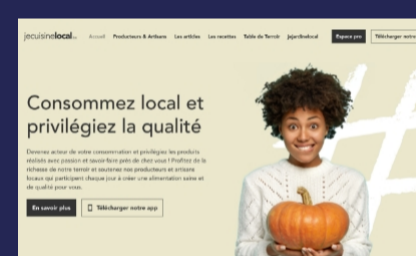 jecuisinelocal
Accueil Producteurs & Artisans Les articles Les recettes Table de Terroir jejardinelocal Espace pro Télécharger notre
Consommez local et
privilégiez la qualité
Devenez acteur de votre consommation et privilégiez les produits
réalisés avec passion et savoir-faire près de chez vous ! Profitez de la
richesse de notre terroir et soutenez nos producteurs et artisans
locaux qui participent chaque jour à créer une alimentation saine et
de qualité pour vous.
En savoir plus Télécharger notre app